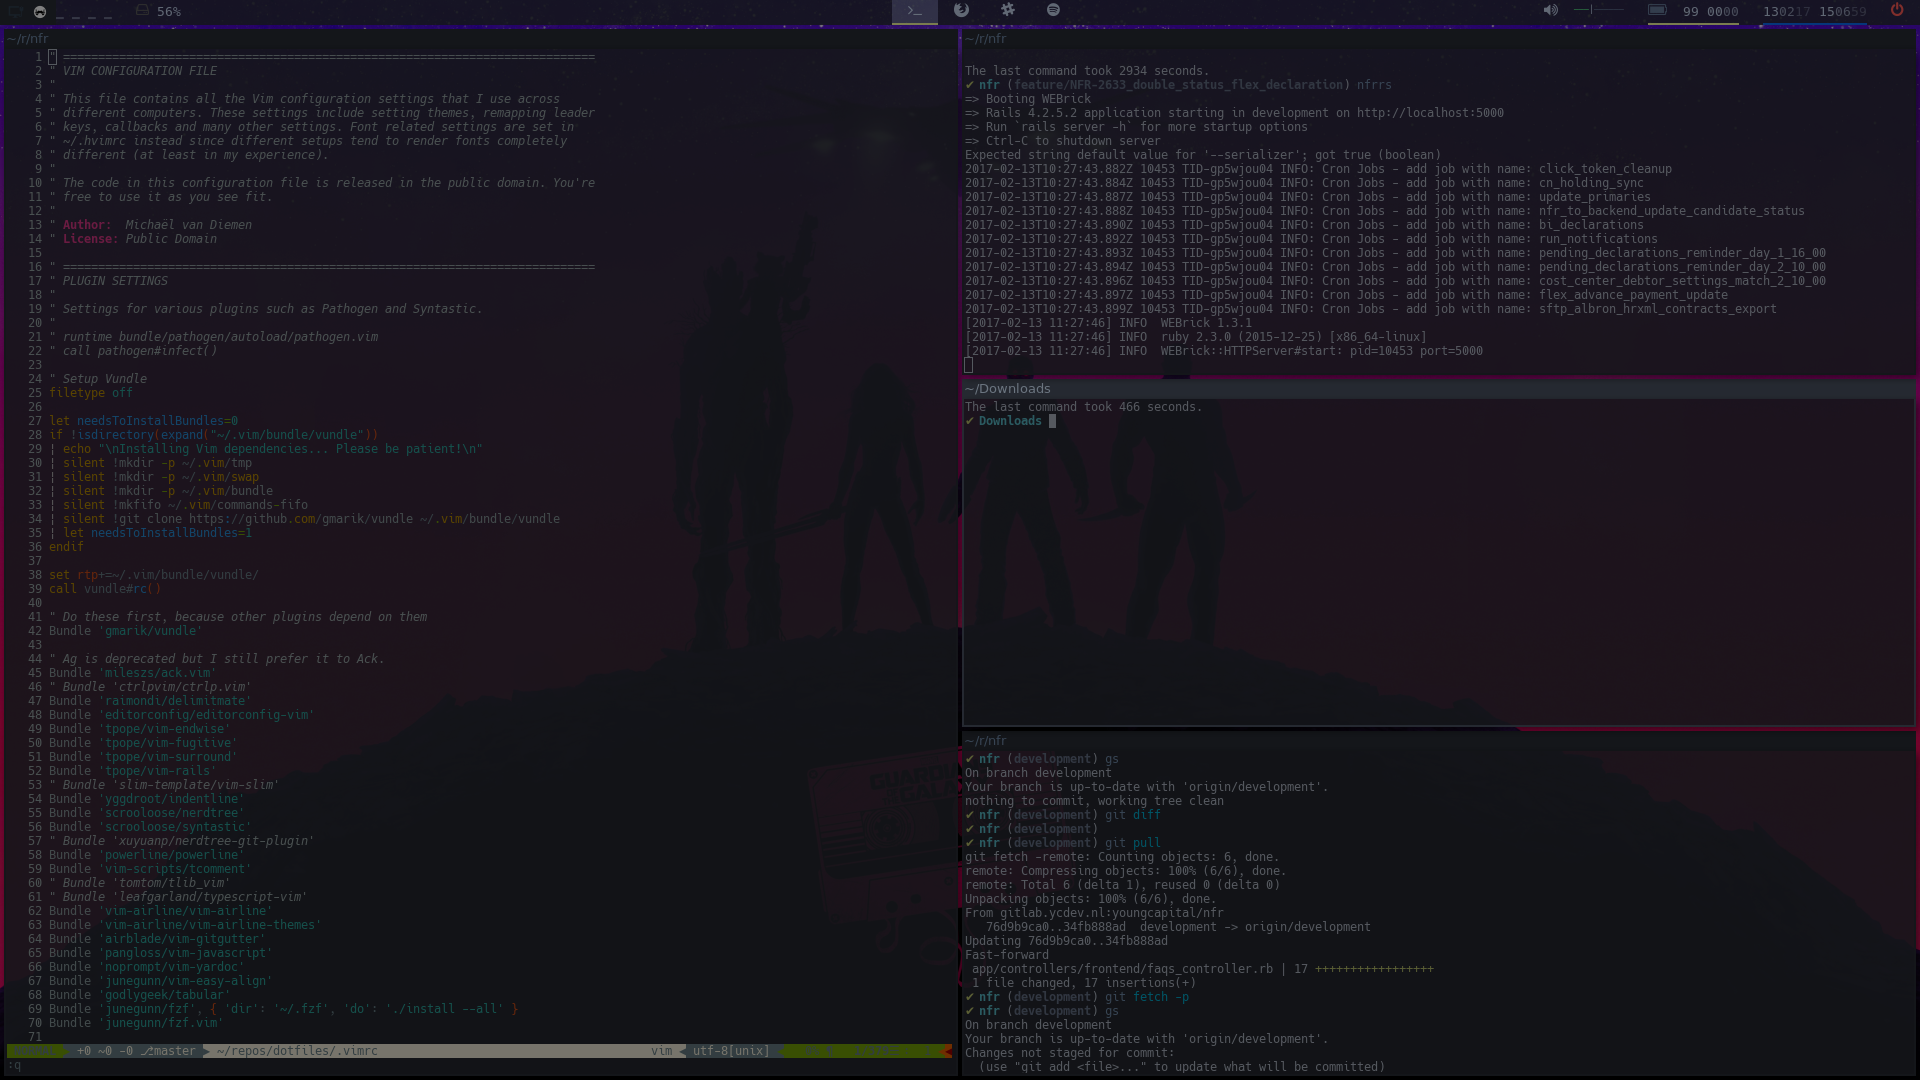 56%
99 0000
130217 150659
~/r/nfr
1 " ============================================================================
2 " VIM CONFIGURATION FILE
3 "
4 " This file contains all the Vim configuration settings that I use across
5 " different computers. These settings include setting themes, remapping leader
6 " keys, callbacks and many other settings. Font related settings are set in
7 " ~/.hvimrc instead since different setups tend to render fonts completely
8 " different (at least in my experience).
9 "
10 " The code in this configuration file is released in the public domain. You're
11 " free to use it as you see fit.
12 "
13 " Author:  Michaël van Diemen
14 " License: Public Domain
15
16 " ============================================================================
17 " PLUGIN SETTINGS
18 "
19 " Settings for various plugins such as Pathogen and Syntastic.
20 "
21 " runtime bundle/pathogen/autoload/pathogen.vim
22 " call pathogen#infect()
23
24 " Setup Vundle
25 filetype off
26
27 let needsToInstallBundles=0
28 if !isdirectory(expand("~/.vim/bundle/vundle"))
29 ¦ echo "\nInstalling Vim dependencies... Please be patient!\n"
30 ¦ silent !mkdir -p ~/.vim/tmp
31 ¦ silent !mkdir -p ~/.vim/swap
32 ¦ silent !mkdir -p ~/.vim/bundle
33 ¦ silent !mkfifo ~/.vim/commands-fifo
34 ¦ silent !git clone https://github.com/gmarik/vundle ~/.vim/bundle/vundle
35 ¦ let needsToInstallBundles=1
36 endif
37
38 set rtp+=~/.vim/bundle/vundle/
39 call vundle#rc()
40
41 " Do these first, because other plugins depend on them
42 Bundle 'gmarik/vundle'
43
44 " Ag is deprecated but I still prefer it to Ack.
45 Bundle 'mileszs/ack.vim'
46 " Bundle 'ctrlpvim/ctrlp.vim'
47 Bundle 'raimondi/delimitmate'
48 Bundle 'editorconfig/editorconfig-vim'
49 Bundle 'tpope/vim-endwise'
50 Bundle 'tpope/vim-fugitive'
51 Bundle 'tpope/vim-surround'
52 Bundle 'tpope/vim-rails'
53 " Bundle 'slim-template/vim-slim'
54 Bundle 'yggdroot/indentline'
55 Bundle 'scrooloose/nerdtree'
56 Bundle 'scrooloose/syntastic'
57 " Bundle 'xuyuanp/nerdtree-git-plugin'
58 Bundle 'powerline/powerline'
59 Bundle 'vim-scripts/tcomment'
60 " Bundle 'tomtom/tlib_vim'
61 " Bundle 'leafgarland/typescript-vim'
62 Bundle 'vim-airline/vim-airline'
63 Bundle 'vim-airline/vim-airline-themes'
64 Bundle 'airblade/vim-gitgutter'
65 Bundle 'pangloss/vim-javascript'
66 Bundle 'noprompt/vim-yardoc'
67 Bundle 'junegunn/vim-easy-align'
68 Bundle 'godlygeek/tabular'
69 Bundle 'junegunn/fzf', { 'dir': '~/.fzf', 'do': './install --all' }
70 Bundle 'junegunn/fzf.vim'
71
+0 ~0 -0 master ~/repos/dotfiles/.vimrc vim utf-8[unix]
:q
~/r/nfr
The last command took 2934 seconds.
✔ nfr (feature/NFR-2633_double_status_flex_declaration) nfrrs
=> Booting WEBrick
=> Rails 4.2.5.2 application starting in development on http://localhost:5000
=> Run `rails server -h` for more startup options
=> Ctrl-C to shutdown server
Expected string default value for '--serializer'; got true (boolean)
2017-02-13T10:27:43.882Z 10453 TID-gp5wjou04 INFO: Cron Jobs - add job with name: click_token_cleanup
2017-02-13T10:27:43.884Z 10453 TID-gp5wjou04 INFO: Cron Jobs - add job with name: cn_holding_sync
2017-02-13T10:27:43.887Z 10453 TID-gp5wjou04 INFO: Cron Jobs - add job with name: update_primaries
2017-02-13T10:27:43.888Z 10453 TID-gp5wjou04 INFO: Cron Jobs - add job with name: nfr_to_backend_update_candidate_status
2017-02-13T10:27:43.890Z 10453 TID-gp5wjou04 INFO: Cron Jobs - add job with name: bi_declarations
2017-02-13T10:27:43.892Z 10453 TID-gp5wjou04 INFO: Cron Jobs - add job with name: run_notifications
2017-02-13T10:27:43.893Z 10453 TID-gp5wjou04 INFO: Cron Jobs - add job with name: pending_declarations_reminder_day_1_16_00
2017-02-13T10:27:43.894Z 10453 TID-gp5wjou04 INFO: Cron Jobs - add job with name: pending_declarations_reminder_day_2_10_00
2017-02-13T10:27:43.896Z 10453 TID-gp5wjou04 INFO: Cron Jobs - add job with name: cost_center_debtor_settings_match_2_10_00
2017-02-13T10:27:43.897Z 10453 TID-gp5wjou04 INFO: Cron Jobs - add job with name: flex_advance_payment_update
2017-02-13T10:27:43.899Z 10453 TID-gp5wjou04 INFO: Cron Jobs - add job with name: sftp_albron_hrxml_contracts_export
[2017-02-13 11:27:46] INFO  WEBrick 1.3.1
[2017-02-13 11:27:46] INFO  ruby 2.3.0 (2015-12-25) [x86_64-linux]
[2017-02-13 11:27:46] INFO  WEBrick::HTTPServer#start: pid=10453 port=5000
~/Downloads
The last command took 466 seconds.
✔ Downloads
~/r/nfr
✔ nfr (development) gs
On branch development
Your branch is up-to-date with 'origin/development'.
nothing to commit, working tree clean
✔ nfr (development) git diff
✔ nfr (development)
✔ nfr (development) git pull
git fetch -remote: Counting objects: 6, done.
remote: Compressing objects: 100% (6/6), done.
remote: Total 6 (delta 1), reused 0 (delta 0)
Unpacking objects: 100% (6/6), done.
From gitlab.ycdev.nl:youngcapital/nfr
76d9b9ca0..34fb888ad  development -> origin/development
Updating 76d9b9ca0..34fb888ad
Fast-forward
app/controllers/frontend/faqs_controller.rb | 17 +++++++++++++++++
1 file changed, 17 insertions(+)
✔ nfr (development) git fetch -p
✔ nfr (development) gs
On branch development
Your branch is up-to-date with 'origin/development'.
Changes not staged for commit:
(use "git add <file>..." to update what will be committed)